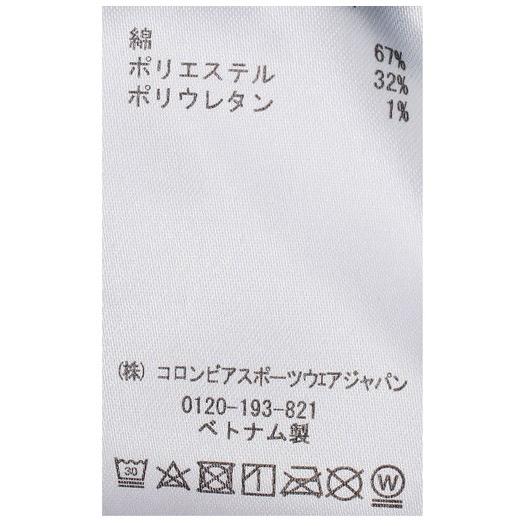 綿 67%
ポリエステル 32%
ポリウレタン 1%
(株) コロンビアスポーツウェアジャパン
0120-193-821
ベトナム製
30 W